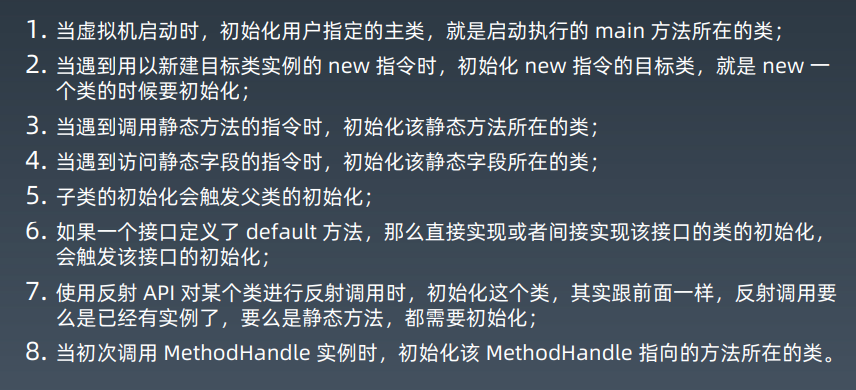 1. 当虚拟机启动时，初始化用户指定的主类，就是启动执行的 main 方法所在的类；
2. 当遇到用以新建目标类实例的 new 指令时，初始化 new 指令的目标类，就是 new 一
个类的时候要初始化；
3. 当遇到调用静态方法的指令时，初始化该静态方法所在的类；
4. 当遇到访问静态字段的指令时，初始化该静态字段所在的类；
5. 子类的初始化会触发父类的初始化；
6. 如果一个接口定义了 default 方法，那么直接实现或者间接实现该接口的类的初始化，
会触发该接口的初始化；
7. 使用反射 API 对某个类进行反射调用时，初始化这个类，其实跟前面一样，反射调用要
么是已经有实例了，要么是静态方法，都需要初始化；
8. 当初次调用 MethodHandle 实例时，初始化该 MethodHandle 指向的方法所在的类。